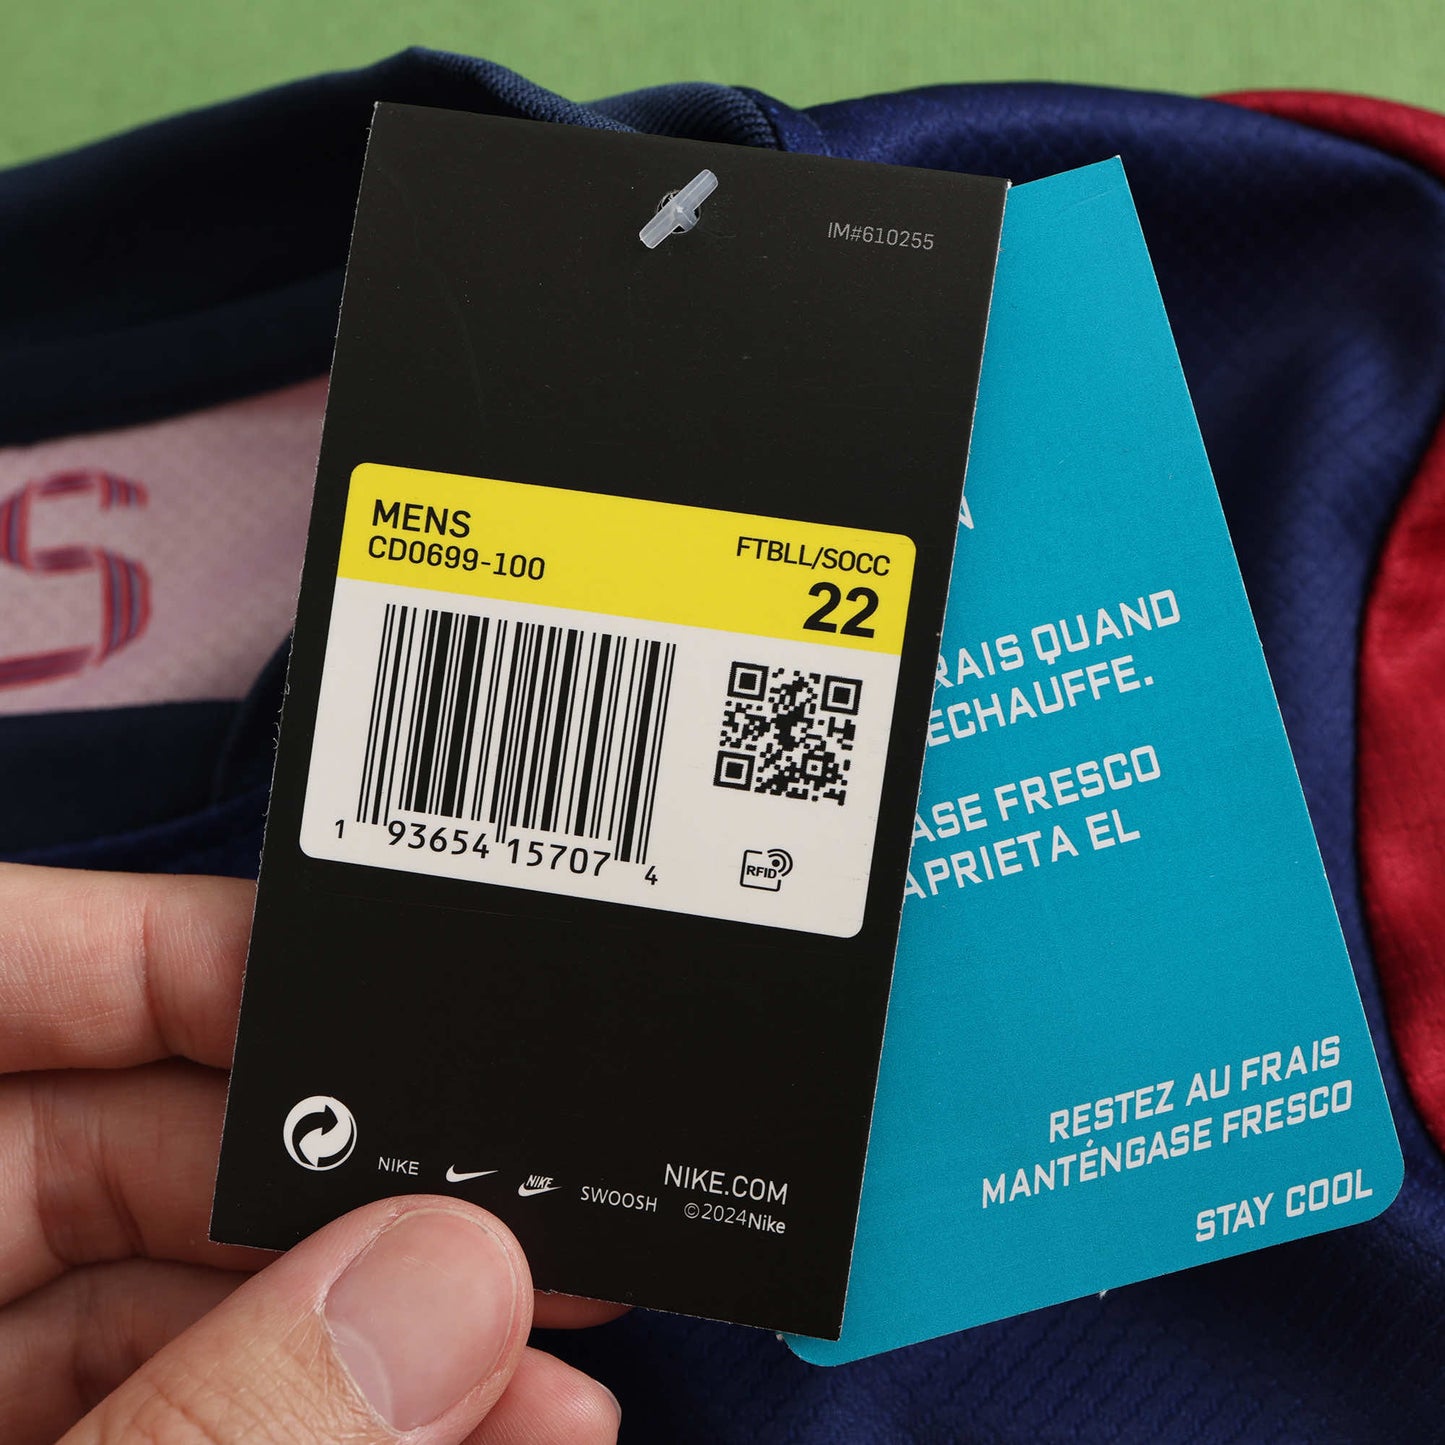 IM#610255
MENS
CD0699-100
FTBLL/SOCC
22
1 93654 15707 4
RFID
NIKE
NIKE
SWOOSH
NIKE.COM
©2024Nike
RAIS QUAND
ECHAUFFE.
ASE FRESCO
APRIETA EL
RESTEZ AU FRAIS
MANTÉNGASE FRESCO
STAY COOL
S